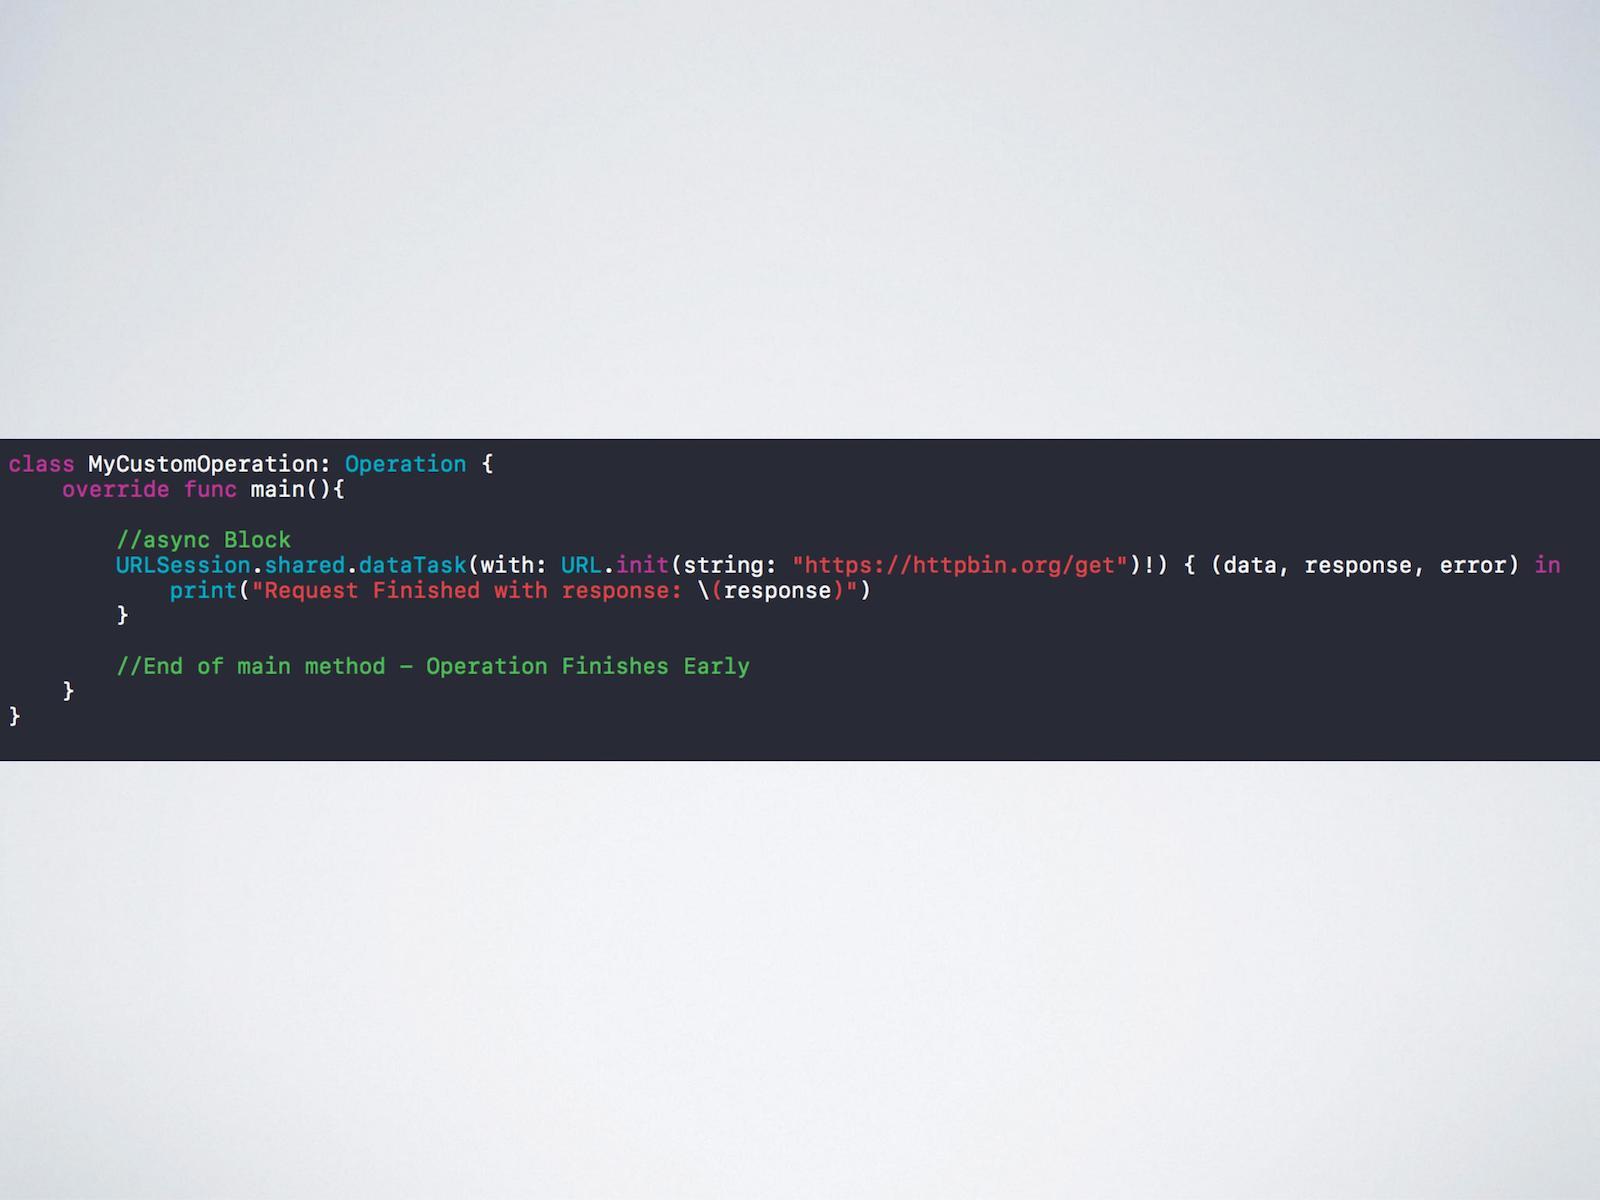 class MyCustomOperation: Operation {
override func main(){
//async Block
URLSession.shared.dataTask(with: URL.init(string: "https://httpbin.org/get")!) { (data, response, error) in
print("Request Finished with response: \(response)")
}
//End of main method – Operation Finishes Early
}
}